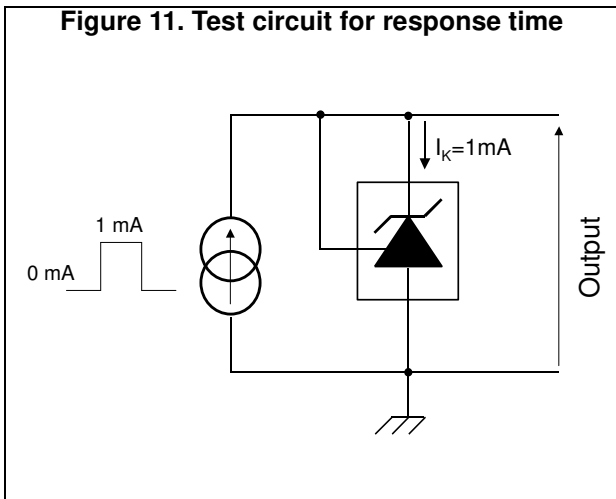 Figure 11. Test circuit for response time
I_K=1mA
1 mA
0 mA
Output